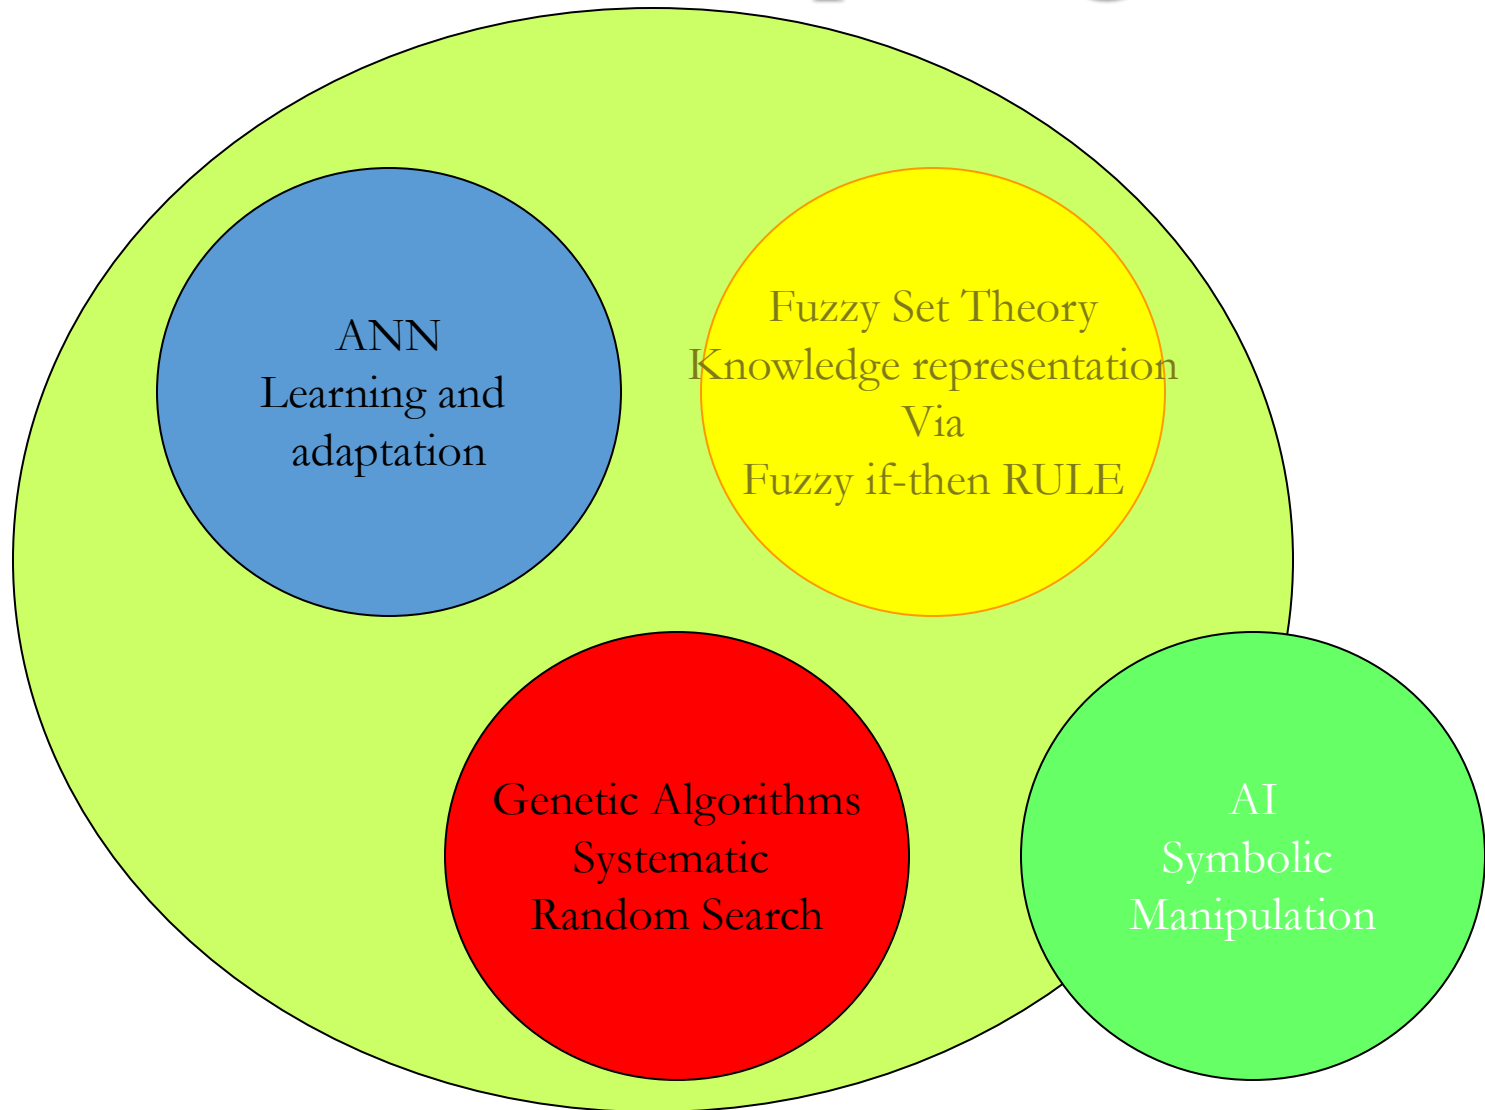 ANN
Learning and
adaptation
Fuzzy Set Theory
Knowledge representation
Via
Fuzzy if-then RULE
Genetic Algorithms
Systematic
Random Search
AI
Symbolic
Manipulation